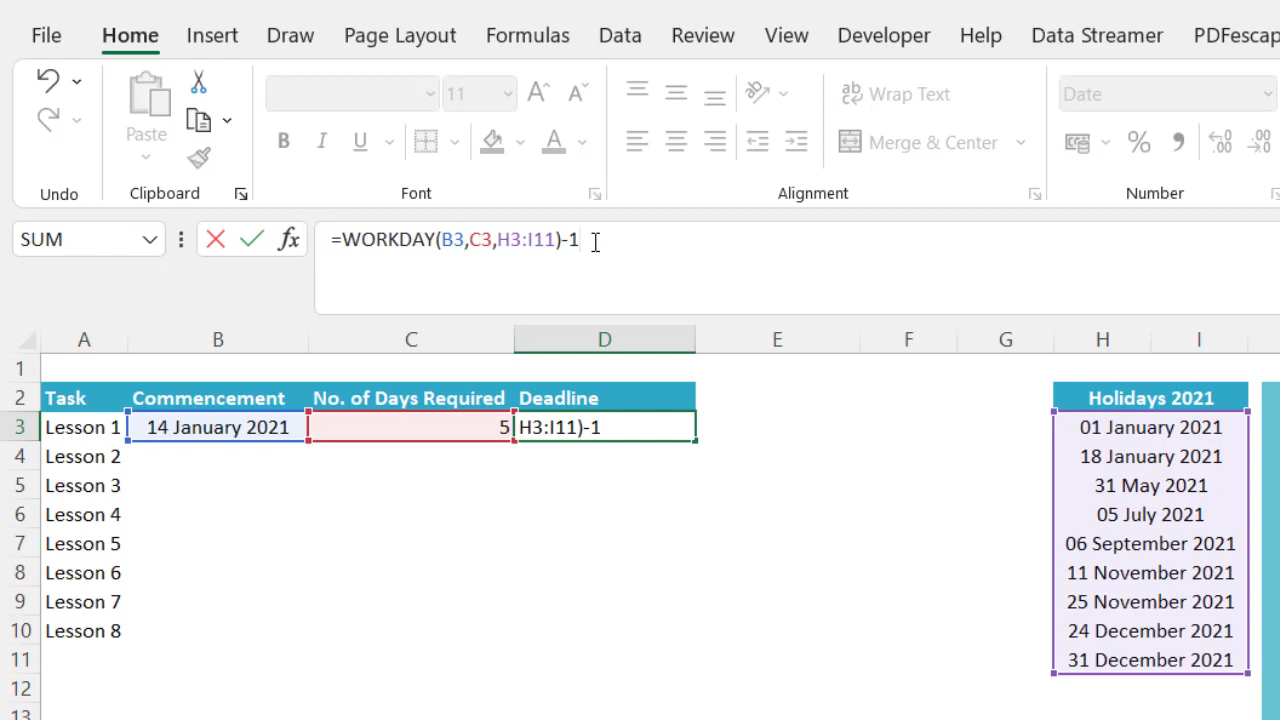 File Home Insert Draw Page Layout Formulas Data Review View Developer Help Data Streamer PDFescap
11 A A ab Wrap Text Date
Paste B I U A Merge & Center % 9 .00 .00
Undo Clipboard Font Alignment Number
SUM fx =WORKDAY(B3,C3,H3:I11)-1
A B C D E F G H I
1
2 Task Commencement No. of Days Required Deadline Holidays 2021
3 Lesson 1 14 January 2021 5 H3:I11)-1 01 January 2021
4 Lesson 2 18 January 2021
5 Lesson 3 31 May 2021
6 Lesson 4 05 July 2021
7 Lesson 5 06 September 2021
8 Lesson 6 11 November 2021
9 Lesson 7 25 November 2021
10 Lesson 8 24 December 2021
11 31 December 2021
12
13